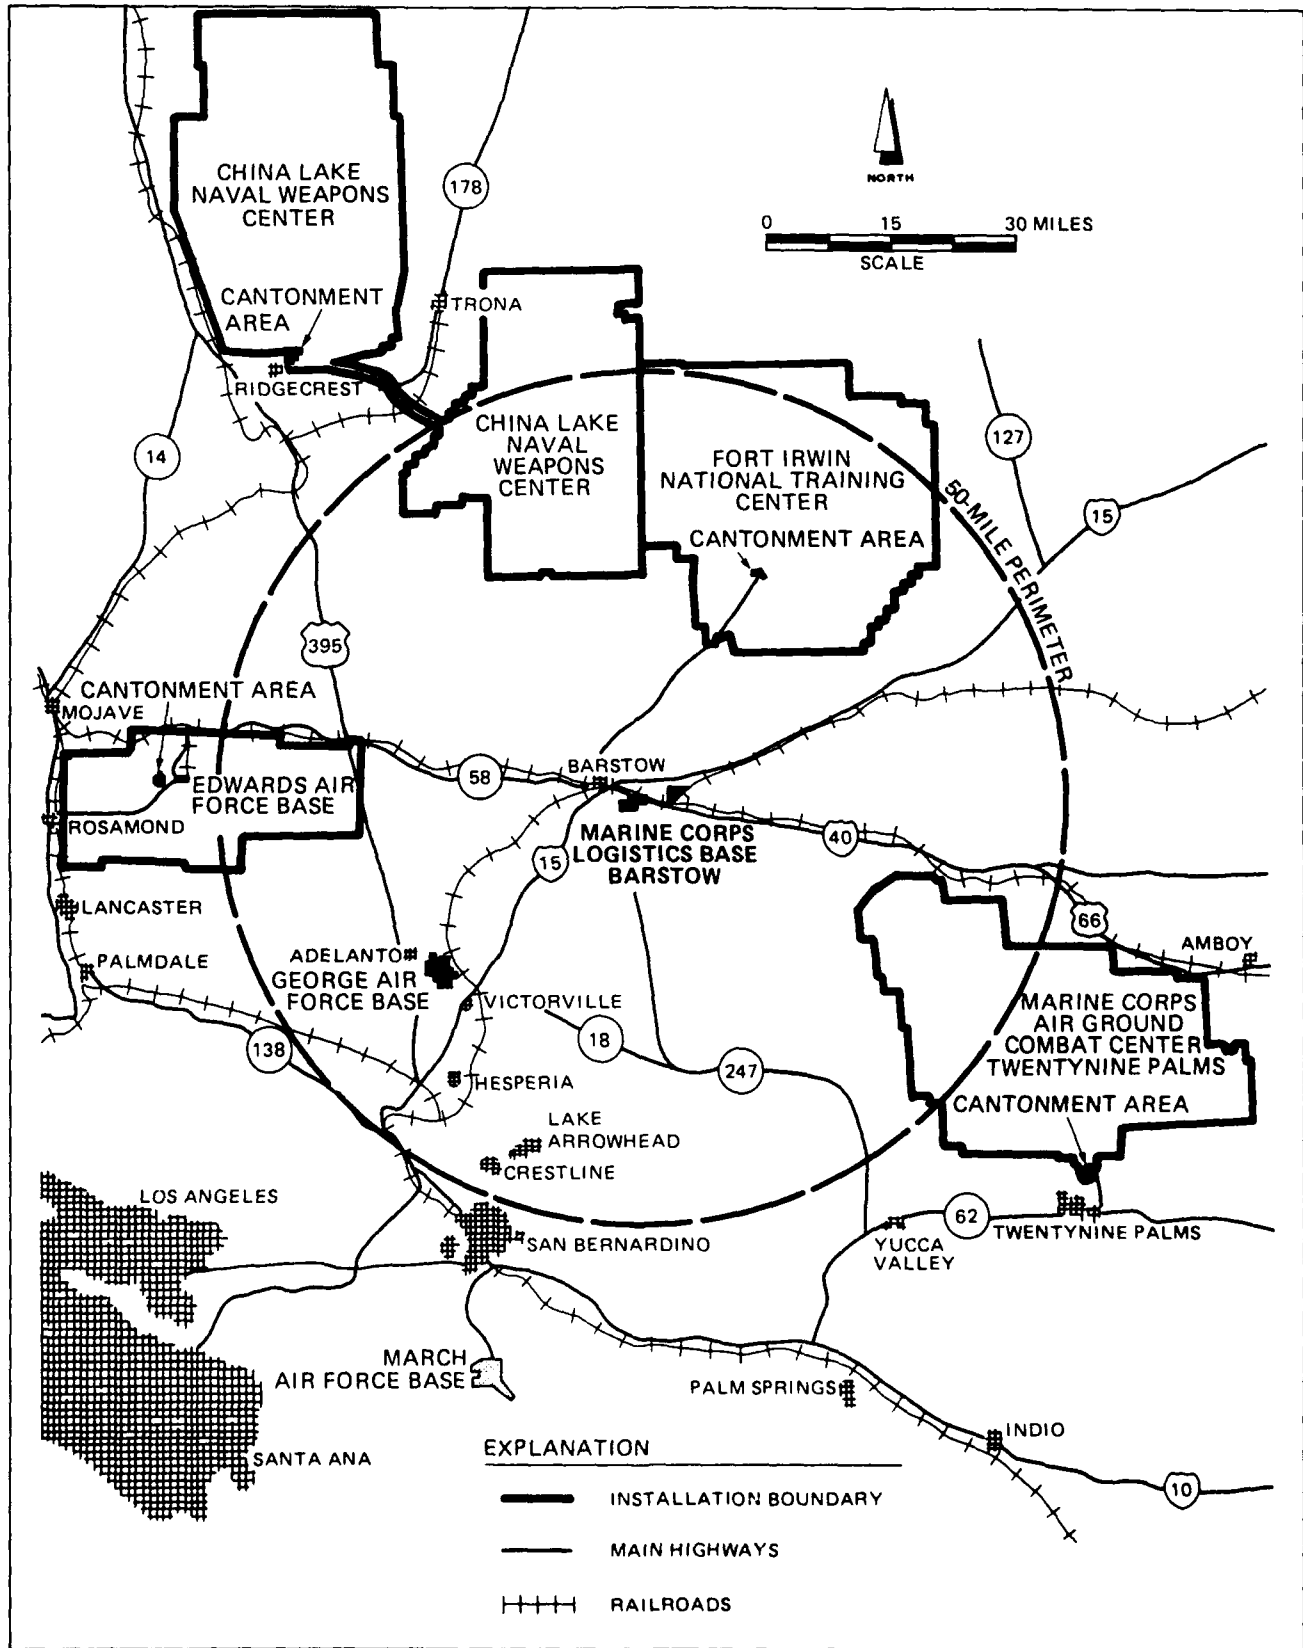 CHINA LAKE
NAVAL WEAPONS
CENTER
178
NORTH
0 15 30 MILES
SCALE
CANTONMENT
AREA
TRONA
RIDGECREST
14
CHINA LAKE
NAVAL
WEAPONS
CENTER
FORT IRWIN
NATIONAL TRAINING
CENTER
CANTONMENT AREA
127
15
50-MILE PERIMETER
395
CANTONMENT AREA
MOJAVE
EDWARDS AIR
FORCE BASE
ROSAMOND
58
BARSTOW
MARINE CORPS
LOGISTICS BASE
BARSTOW
15
40
66
AMBOY
LANCASTER
PALMDALE
ADELANTO
GEORGE AIR
FORCE BASE
VICTORVILLE
MARINE CORPS
AIR GROUND
COMBAT CENTER
TWENTYNINE PALMS
CANTONMENT AREA
138
18
247
HESPERIA
LAKE
ARROWHEAD
CRESTLINE
LOS ANGELES
SAN BERNARDINO
62
YUCCA
VALLEY
TWENTYNINE PALMS
MARCH
AIR FORCE BASE
PALM SPRINGS
INDIO
SANTA ANA
10
EXPLANATION
INSTALLATION BOUNDARY
MAIN HIGHWAYS
RAILROADS